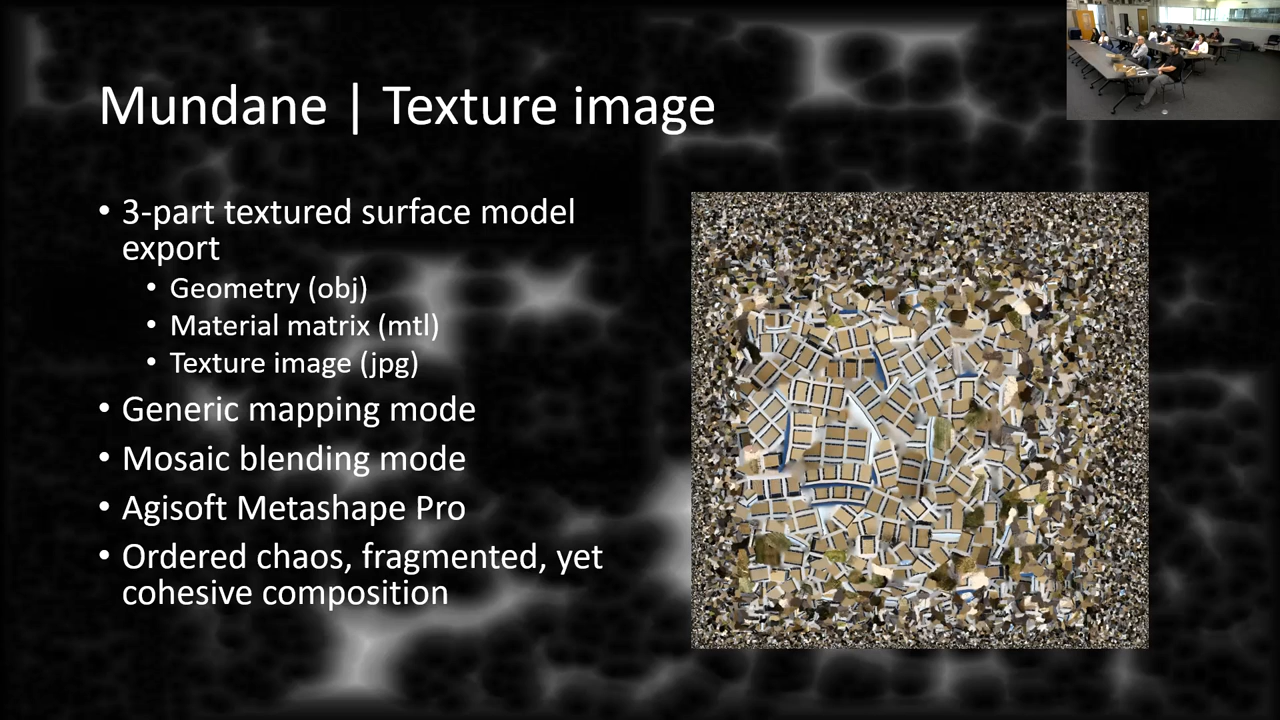 Mundane | Texture image
• 3-part textured surface model
export
• Geometry (obj)
• Material matrix (mtl)
• Texture image (jpg)
• Generic mapping mode
• Mosaic blending mode
• Agisoft Metashape Pro
• Ordered chaos, fragmented, yet
cohesive composition